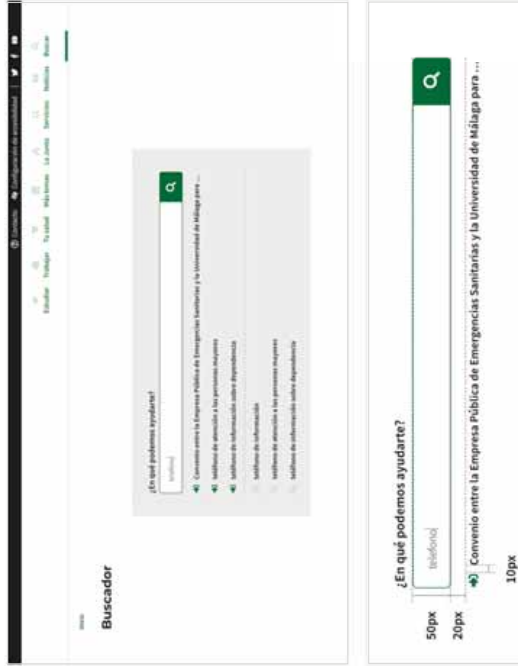 Contacto Configuración de accesibilidad
Estudiar Trabajar Tu salud Más temas La Junta Servicios Noticias Buscar
Inicio
Buscador
¿En qué podemos ayudarte?
telefono
Convenio entre la Empresa Pública de Emergencias Sanitarias y la Universidad de Málaga para ...
teléfono de atención a las personas mayores
teléfono de información sobre dependencia
teléfono de información
teléfono de atención a las personas mayores
teléfono de información sobre dependencia
¿En qué podemos ayudarte?
50px
telefono
20px
Convenio entre la Empresa Pública de Emergencias Sanitarias y la Universidad de Málaga para ...
10px